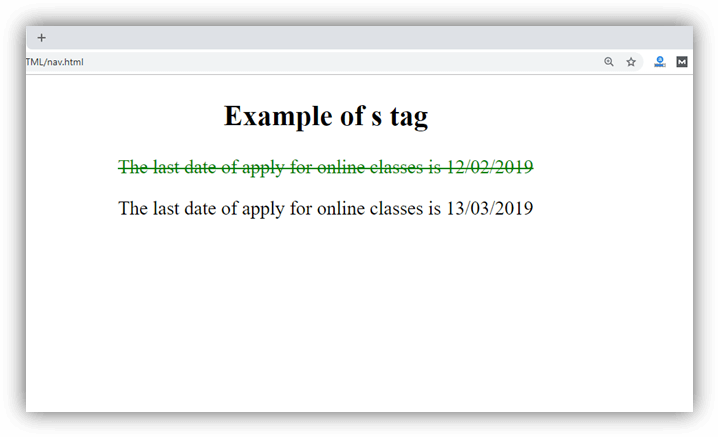 +
TML/nav.html
Example of s tag
The last date of apply for online classes is 12/02/2019
The last date of apply for online classes is 13/03/2019